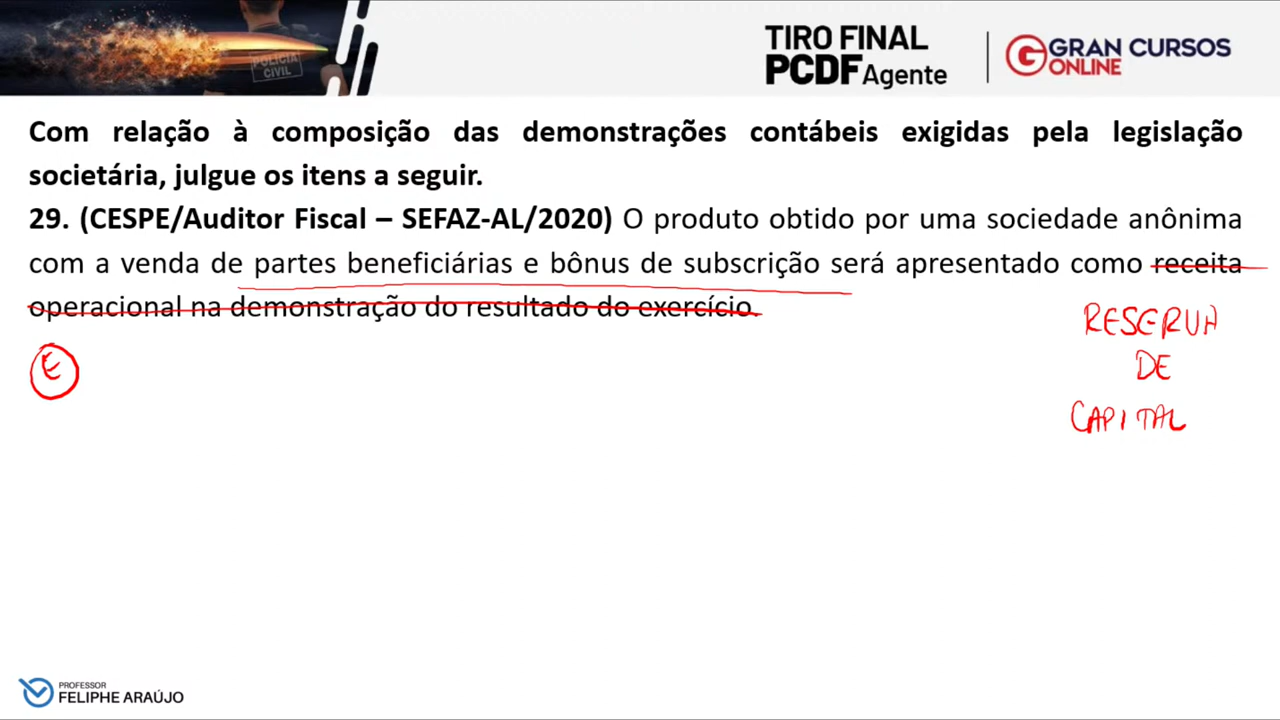 POLÍCIA
CIVIL
TIRO FINAL
PCDF Agente
GRAN CURSOS
ONLINE
Com relação à composição das demonstrações contábeis exigidas pela legislação
societária, julgue os itens a seguir.
29. (CESPE/Auditor Fiscal – SEFAZ-AL/2020) O produto obtido por uma sociedade anônima
com a venda de partes beneficiárias e bônus de subscrição será apresentado como receita
operacional na demonstração do resultado do exercício.
RESERVA
DE
CAPITAL
E
PROFESSOR
FELIPHE ARAÚJO